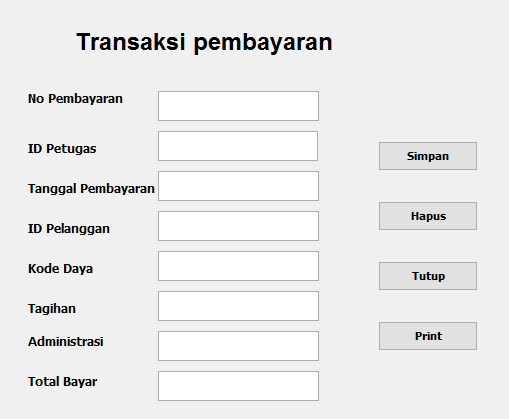 Transaksi pembayaran
No Pembayaran
ID Petugas
Tanggal Pembayaran
ID Pelanggan
Kode Daya
Tagihan
Administrasi
Total Bayar
Simpan
Hapus
Tutup
Print